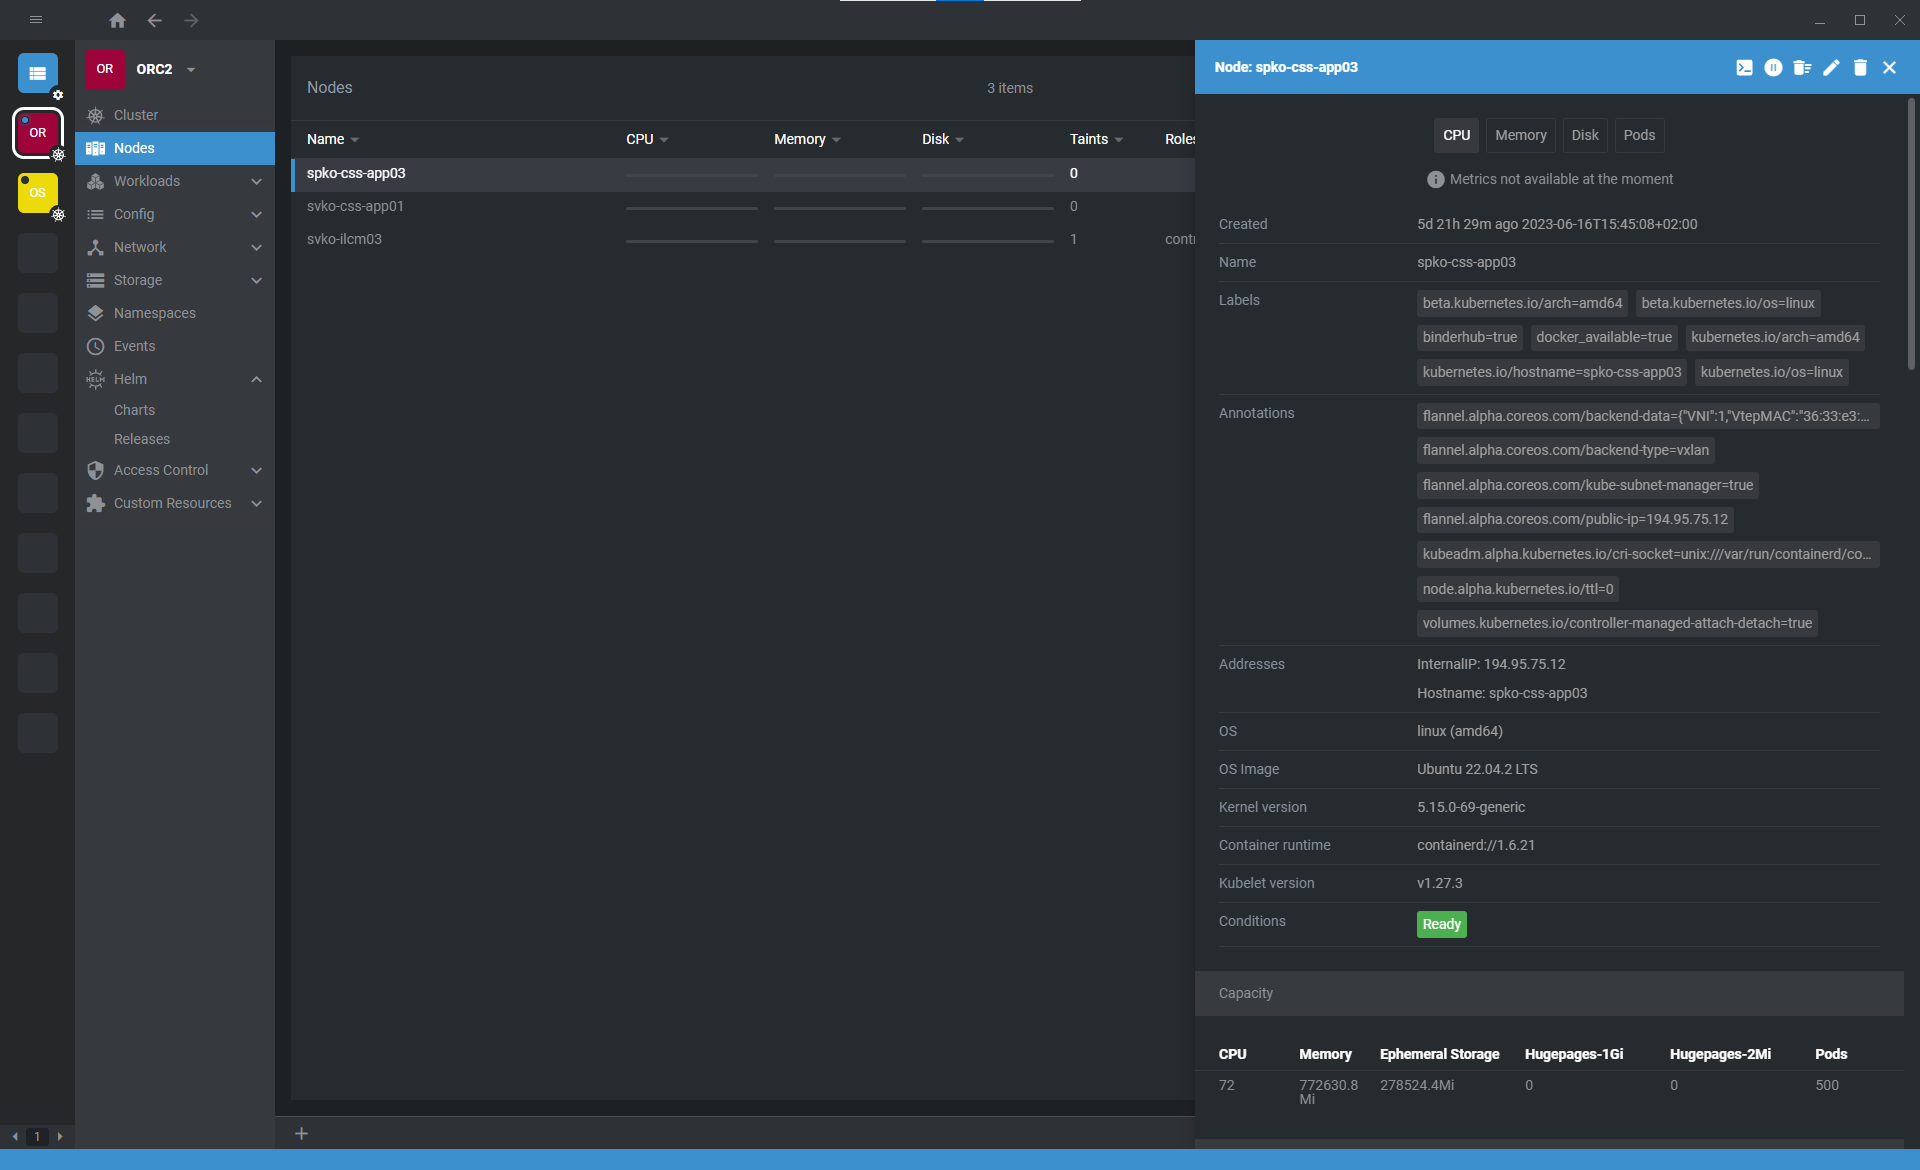 OR
ORC2
Node: spko-css-app03
OR
OS
Cluster
Nodes
Workloads
Config
Network
Storage
Namespaces
Events
HELM
Helm
Charts
Releases
Access Control
Custom Resources
Nodes
3 items
Name CPU Memory Disk Taints Roles
spko-css-app03 0
svko-css-app01 0
svko-ilcm03 1 contr
CPU Memory Disk Pods
Metrics not available at the moment
Created 5d 21h 29m ago 2023-06-16T15:45:08+02:00
Name spko-css-app03
Labels beta.kubernetes.io/arch=amd64 beta.kubernetes.io/os=linux
binderhub=true docker_available=true kubernetes.io/arch=amd64
kubernetes.io/hostname=spko-css-app03 kubernetes.io/os=linux
Annotations flannel.alpha.coreos.com/backend-data={"VNI":1,"VtepMAC":"36:33:e3:...
flannel.alpha.coreos.com/backend-type=vxlan
flannel.alpha.coreos.com/kube-subnet-manager=true
flannel.alpha.coreos.com/public-ip=194.95.75.12
kubeadm.alpha.kubernetes.io/cri-socket=unix:///var/run/containerd/co...
node.alpha.kubernetes.io/ttl=0
volumes.kubernetes.io/controller-managed-attach-detach=true
Addresses InternalIP: 194.95.75.12
Hostname: spko-css-app03
OS linux (amd64)
OS Image Ubuntu 22.04.2 LTS
Kernel version 5.15.0-69-generic
Container runtime containerd://1.6.21
Kubelet version v1.27.3
Conditions Ready
Capacity
CPU Memory Ephemeral Storage Hugepages-1Gi Hugepages-2Mi Pods
72 772630.8 278524.4Mi 0 0 500
Mi
1